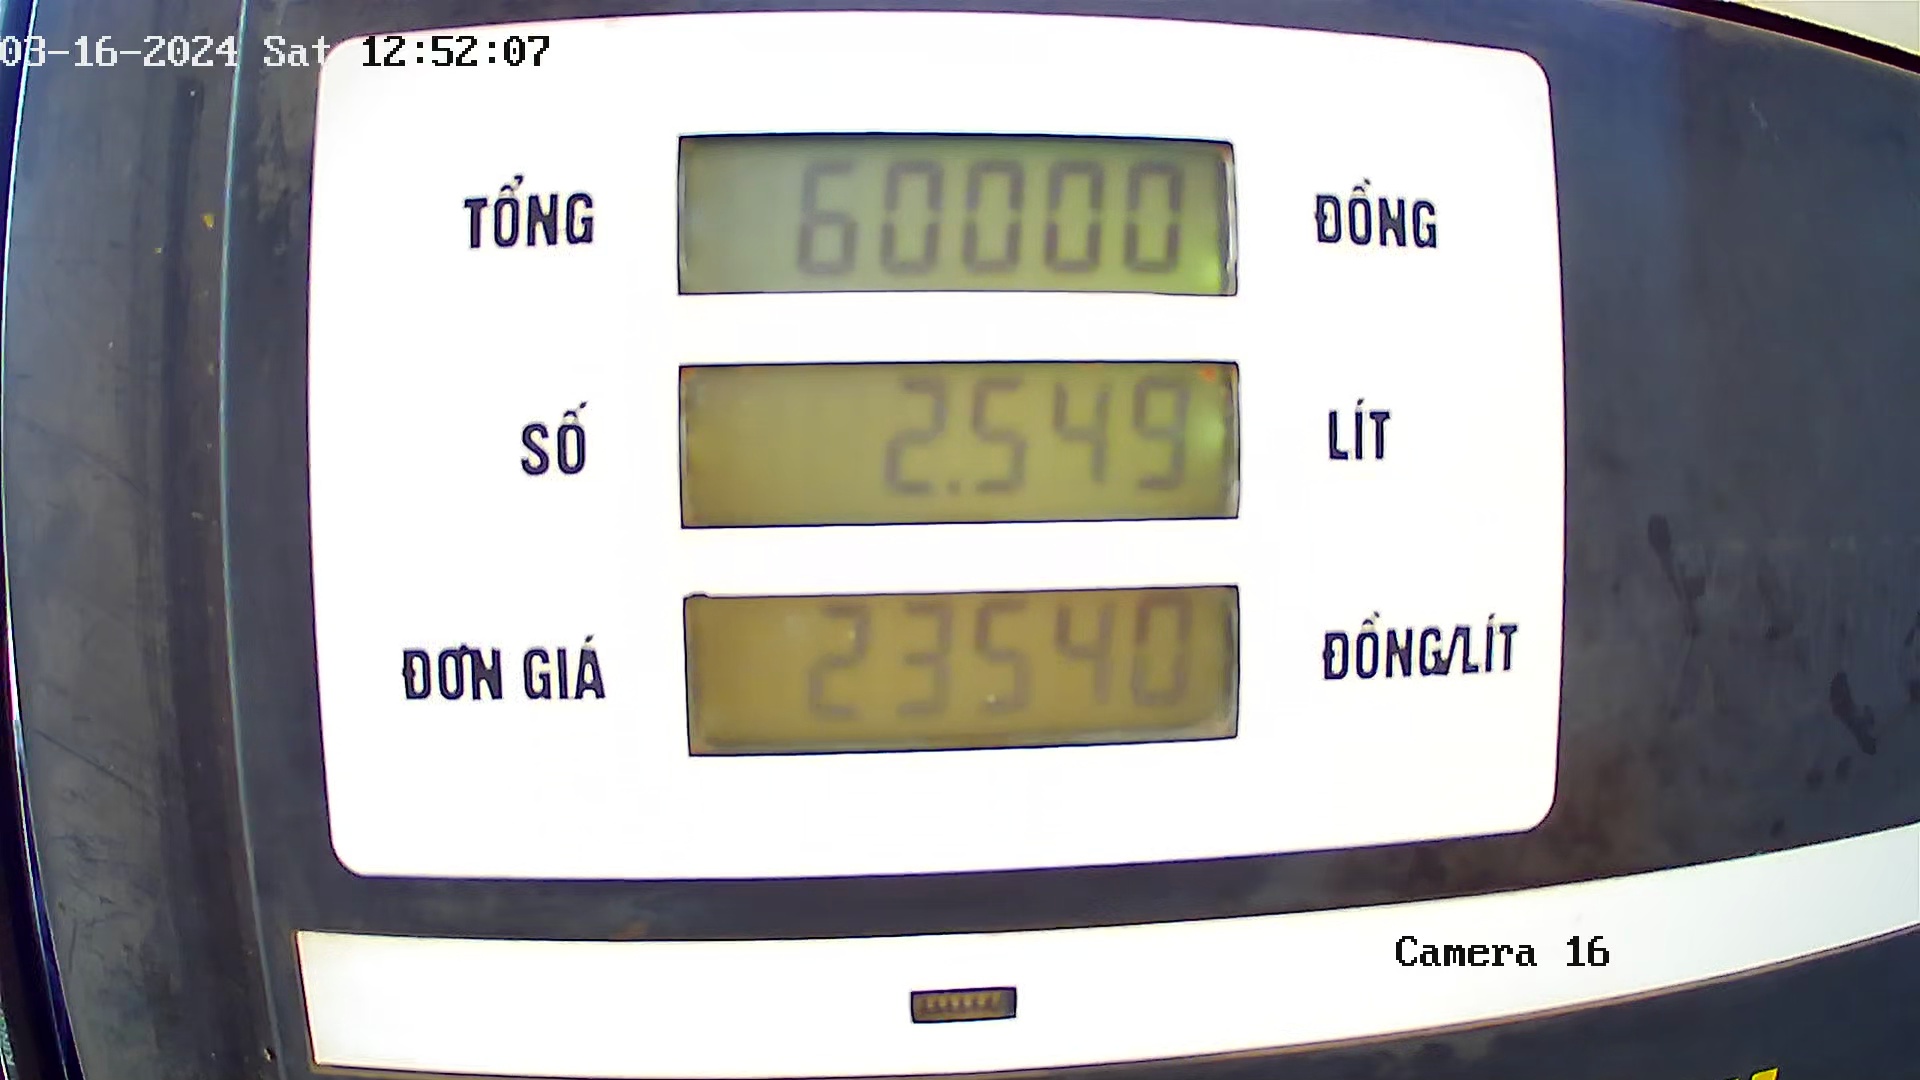 03-16-2024 Sat 12:52:07
TỔNG 60000 ĐỒNG
SỐ 2.549 LÍT
ĐƠN GIÁ 23540 ĐỒNG/LÍT
Camera 16